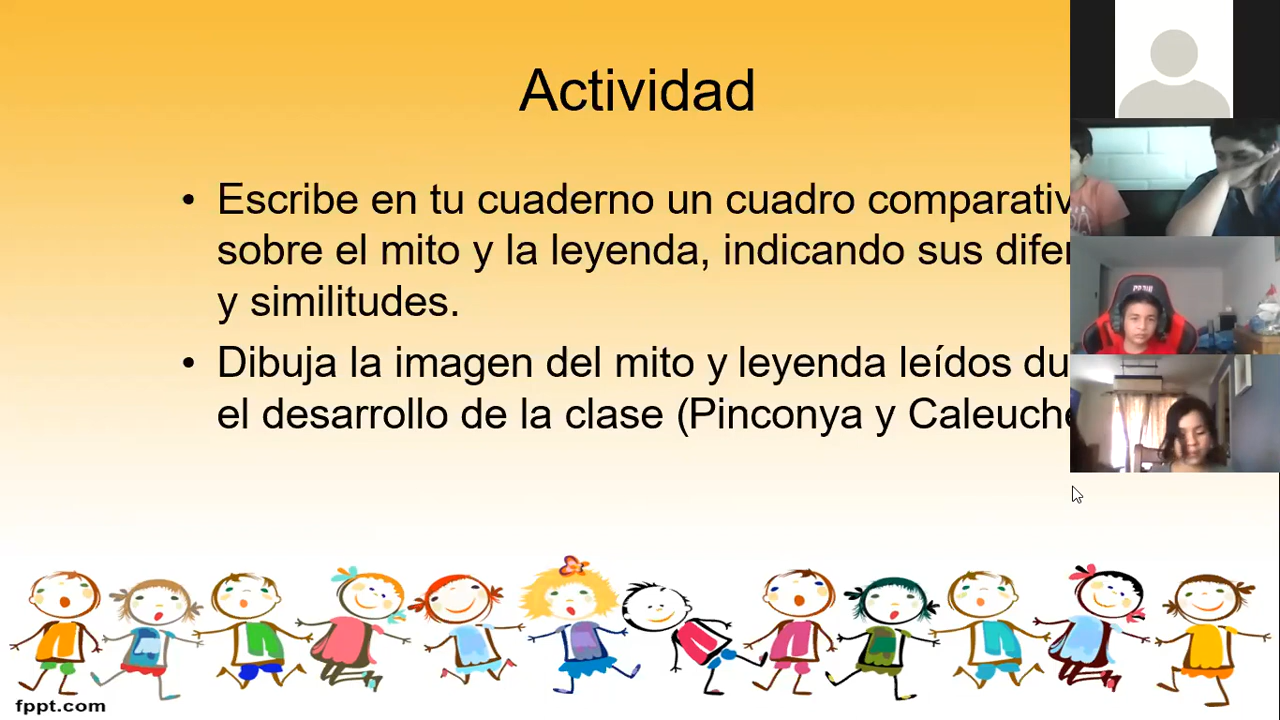 Actividad
• Escribe en tu cuaderno un cuadro comparativ
sobre el mito y la leyenda, indicando sus difer
y similitudes.
• Dibuja la imagen del mito y leyenda leídos du
el desarrollo de la clase (Pinconya y Caleuche
fppt.com